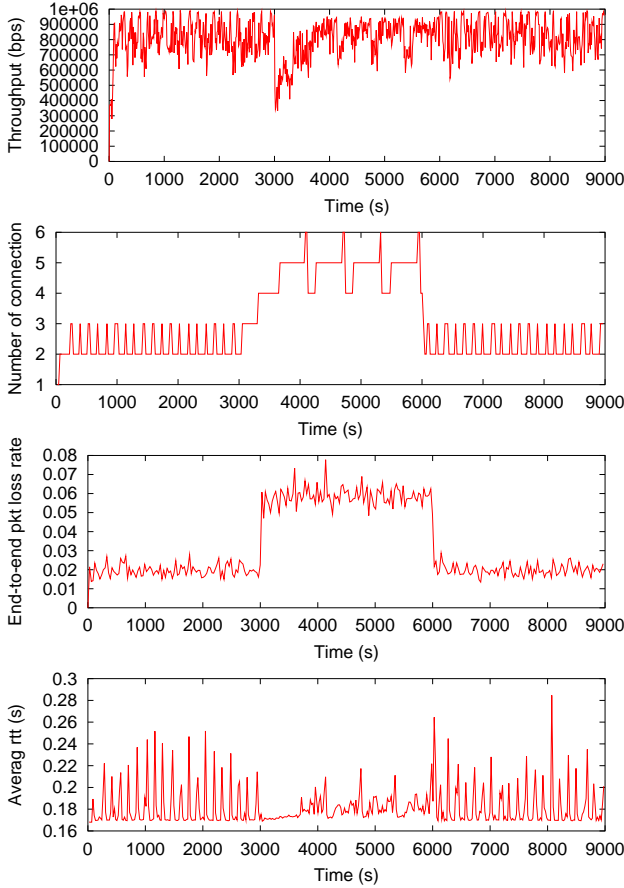 Throughput (bps)
1e+06
900000
800000
700000
600000
500000
400000
300000
200000
100000
0
0 1000 2000 3000 4000 5000 6000 7000 8000 9000
Time (s)
Number of connection
6
5
4
3
2
1
0 1000 2000 3000 4000 5000 6000 7000 8000 9000
Time (s)
End-to-end pkt loss rate
0.08
0.07
0.06
0.05
0.04
0.03
0.02
0.01
0
0 1000 2000 3000 4000 5000 6000 7000 8000 9000
Time (s)
Averag rtt (s)
0.3
0.28
0.26
0.24
0.22
0.2
0.18
0.16
0 1000 2000 3000 4000 5000 6000 7000 8000 9000
Time (s)